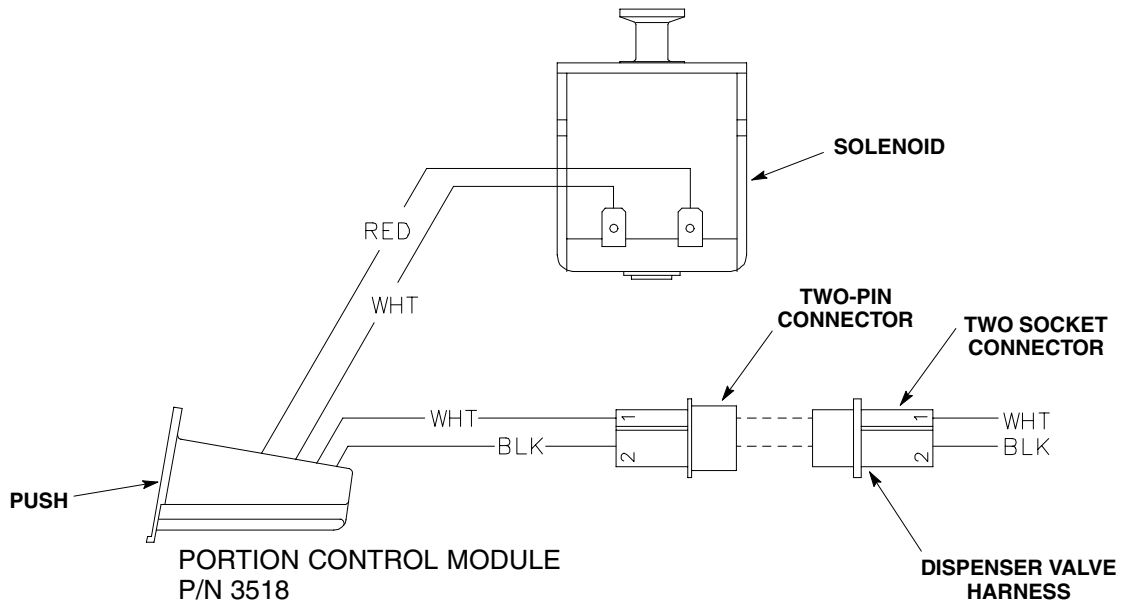 SOLENOID
RED
WHT
TWO-PIN
CONNECTOR
TWO SOCKET
CONNECTOR
WHT
1
1
WHT
BLK
2
2
BLK
PUSH
PORTION CONTROL MODULE
P/N 3518
DISPENSER VALVE
HARNESS